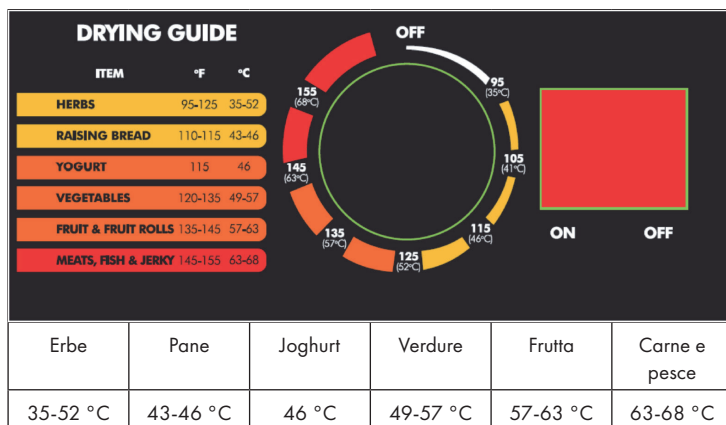 DRYING GUIDE
ITEM °F °C
HERBS 95-125 35-52
RAISING BREAD 110-115 43-46
YOGURT 115 46
VEGETABLES 120-135 49-57
FRUIT & FRUIT ROLLS 135-145 57-63
MEATS, FISH & JERKY 145-155 63-68
OFF
95
(35°C)
105
(41°C)
115
(46°C)
125
(52°C)
135
(57°C)
145
(63°C)
155
(68°C)
ON OFF
Erbe Pane Joghurt Verdure Frutta Carne e
pesce
35-52 °C 43-46 °C 46 °C 49-57 °C 57-63 °C 63-68 °C